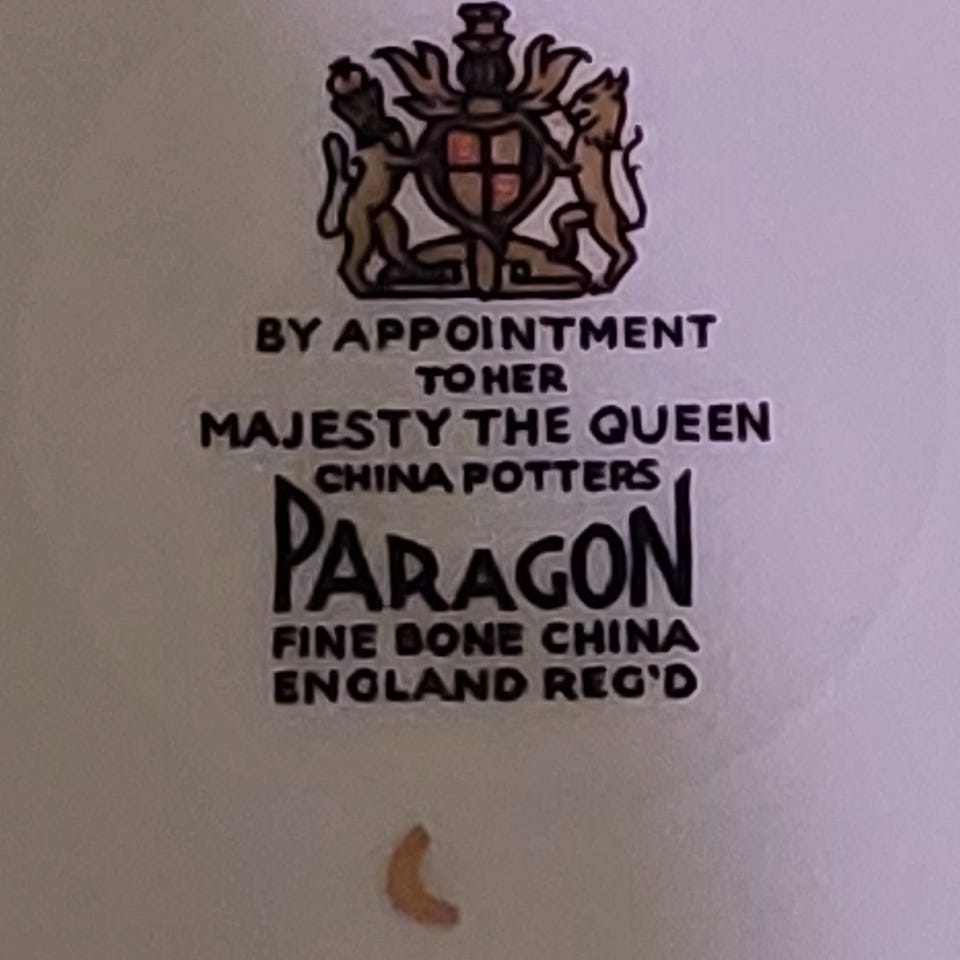 BY APPOINTMENT
TO HER
MAJESTY THE QUEEN
CHINA POTTERS
PARAGON
FINE BONE CHINA
ENGLAND REG'D